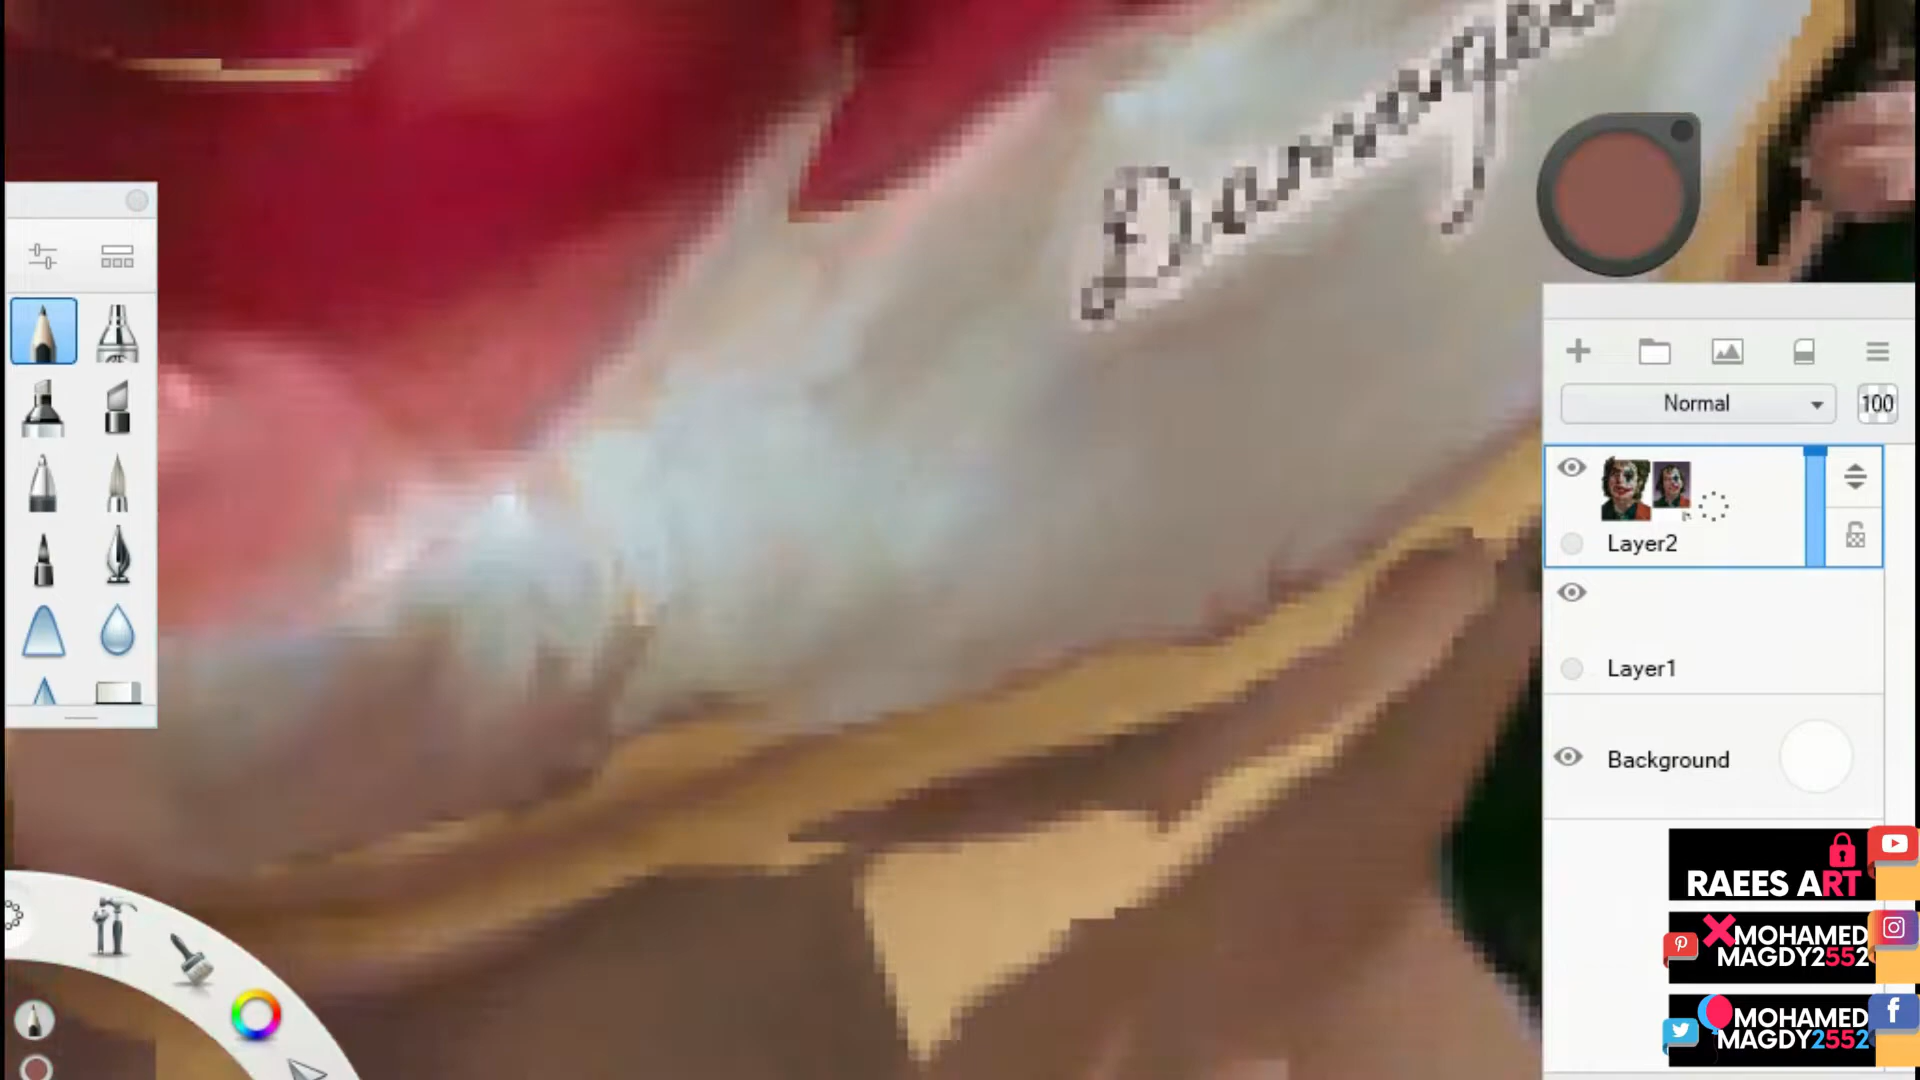 Normal
100
Layer2
Layer1
Background
RAEES ART
MOHAMED
MAGDY2552
MOHAMED
MAGDY2552